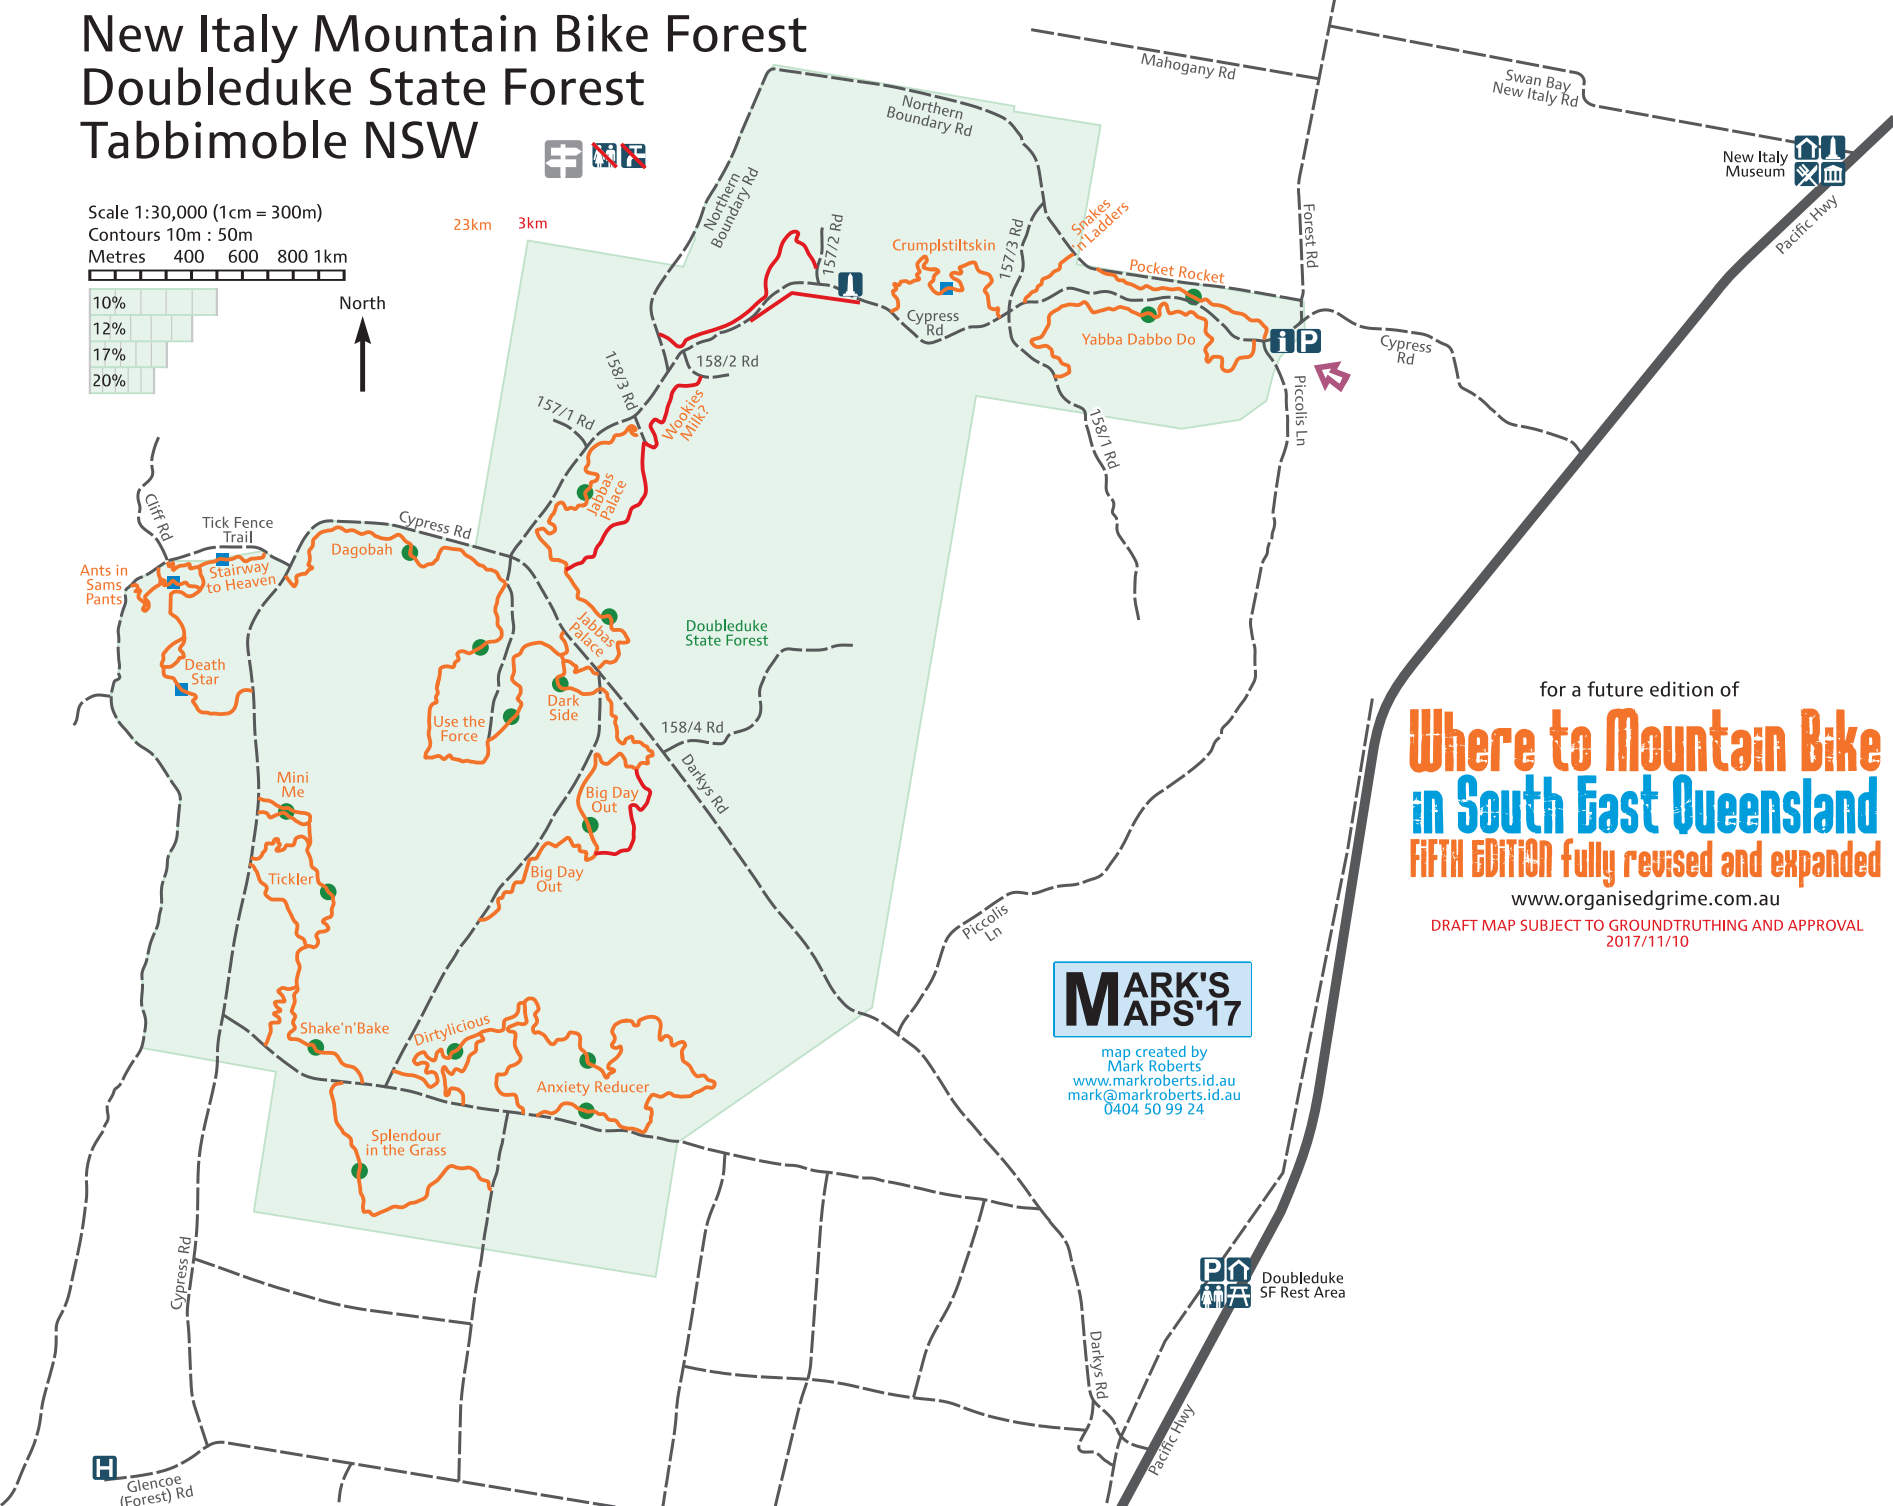 New Italy Mountain Bike Forest
Doubleduke State Forest
Tabbimoble NSW
Scale 1:30,000 (1cm = 300m)
Contours 10m : 50m
Metres 400 600 800 1km
10%
12%
17%
20%
North
23km 3km
Mahogany Rd
Swan Bay
New Italy Rd
New Italy
Museum
Pacific Hwy
Forest Rd
Northern
Boundary Rd
Northern
Boundary Rd
157/2 Rd
157/3 Rd
Snakes
'n'Ladders
Crumplstiltskin
Pocket Rocket
Cypress
Rd
Yabba Dabbo Do
i P
Cypress
Rd
Piccolis Ln
158/1 Rd
158/2 Rd
158/3 Rd
157/1 Rd
Wookies
Milk?
Jabbas
Palace
Cliff Rd
Tick Fence
Trail
Cypress Rd
Dagobah
Ants in
Sams
Pants
Stairway
to Heaven
Death
Star
Jabbas
Palace
Doubleduke
State Forest
Use the
Force
Dark
Side
158/4 Rd
Darkys Rd
Mini
Me
Big Day
Out
Tickler
Big Day
Out
Piccolis
Ln
Shake'n'Bake
Dirtylicious
Anxiety Reducer
Splendour
in the Grass
Cypress Rd
H
Glencoe
(Forest) Rd
for a future edition of
Where to Mountain Bike
in South East Queensland
FiFTH EDiTiON fully revised and expanded
www.organisedgrime.com.au
DRAFT MAP SUBJECT TO GROUNDTRUTHING AND APPROVAL
2017/11/10
MARK'S
MAPS'17
map created by
Mark Roberts
www.markroberts.id.au
mark@markroberts.id.au
0404 50 99 24
P
Doubleduke
SF Rest Area
Darkys Rd
Pacific Hwy